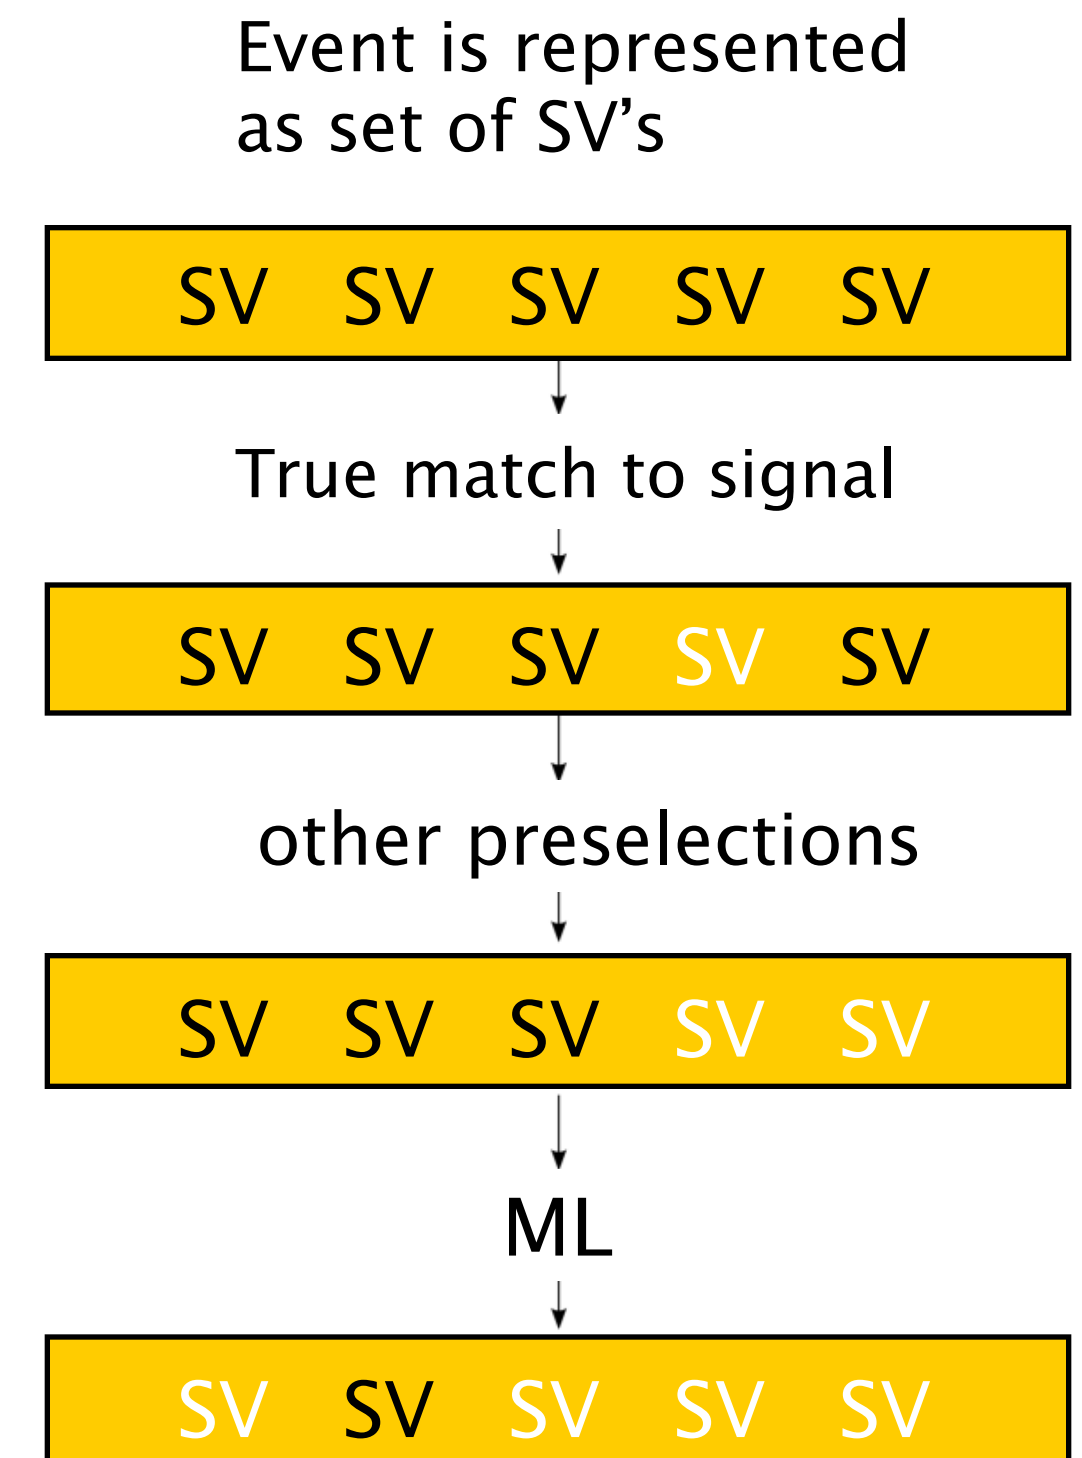 Event is represented
as set of SV’s
SV SV SV SV SV
True match to signal
SV SV SV SV SV
other preselections
SV SV SV SV SV
ML
SV SV SV SV SV